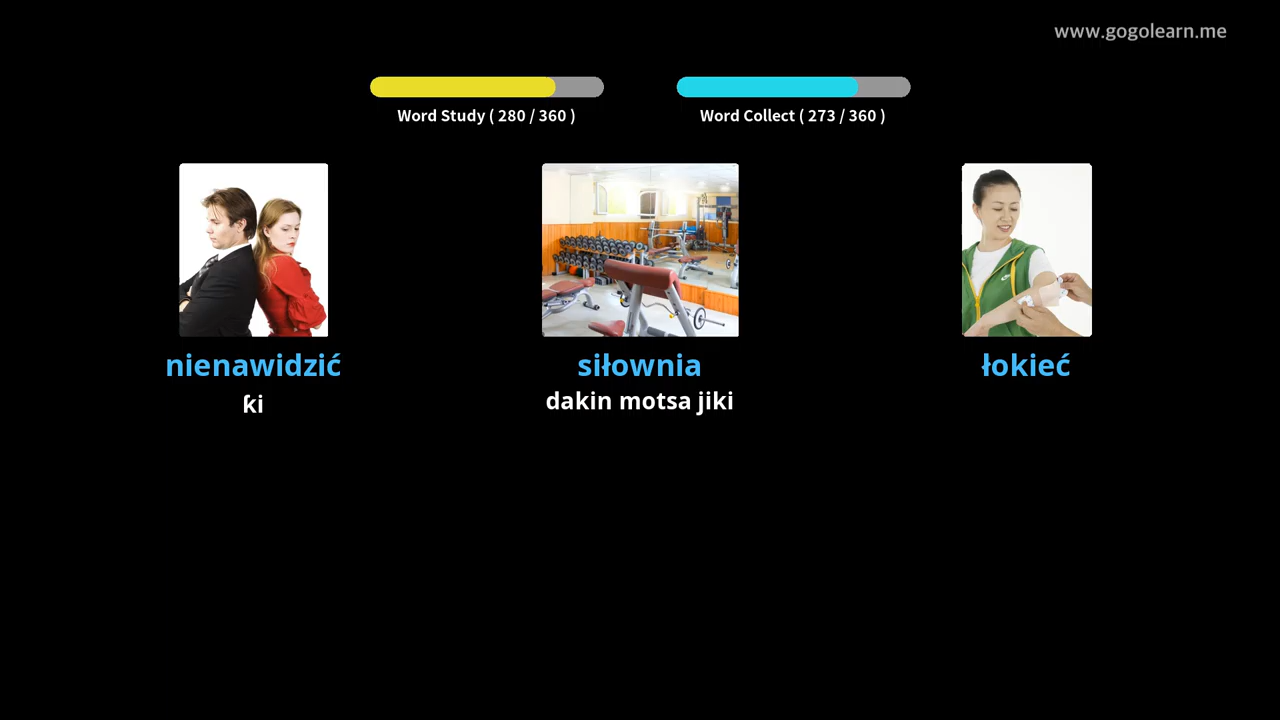 www.gogolearn.me
Word Study ( 280 / 360 )
Word Collect ( 273 / 360 )
nienawidzić
ƙi
siłownia
dakin motsa jiki
łokieć